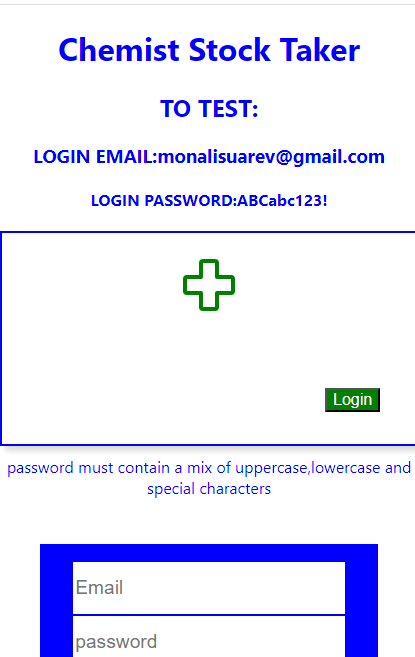 Chemist Stock Taker
TO TEST:
LOGIN EMAIL:monalisuarev@gmail.com
LOGIN PASSWORD:ABCabc123!
Login
password must contain a mix of uppercase,lowercase and
special characters
Email
password